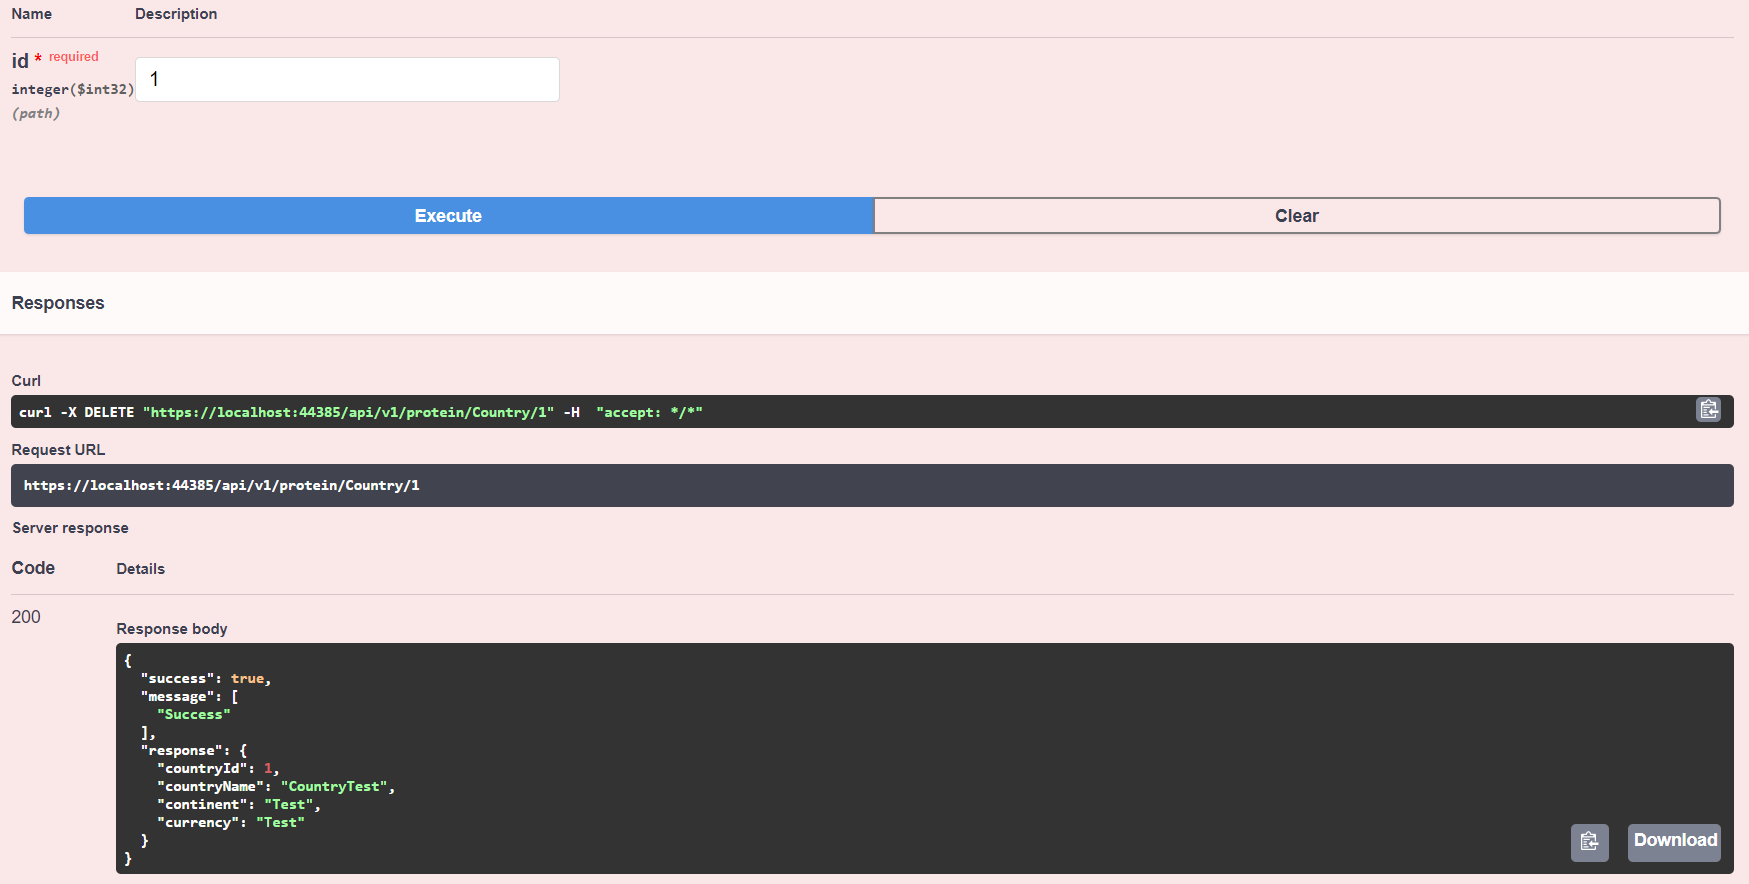 Name Description
id * required
integer($int32)
(path)
1
Execute Clear
Responses
Curl
curl -X DELETE "https://localhost:44385/api/v1/protein/Country/1" -H  "accept: */*"
Request URL
https://localhost:44385/api/v1/protein/Country/1
Server response
Code Details
200
Response body
{
  "success": true,
  "message": [
    "Success"
  ],
  "response": {
    "countryId": 1,
    "countryName": "CountryTest",
    "continent": "Test",
    "currency": "Test"
  }
}
Download